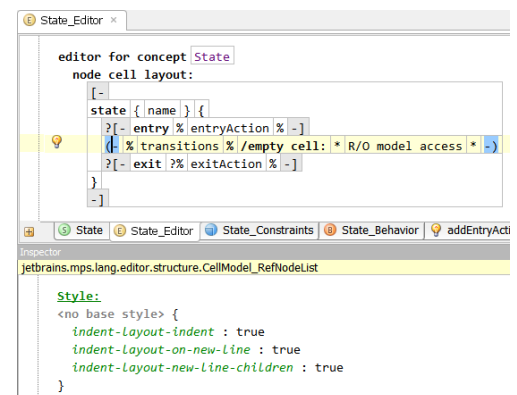 State_Editor ×
editor for concept State
node cell layout:
[-
state { name } {
?[- entry % entryAction % -]
(- % transitions % /empty cell: * R/O model access * -)
?[- exit ?% exitAction % -]
}
-]
State State_Editor State_Constraints State_Behavior addEntryActi
Inspector
jetbrains.mps.lang.editor.structure.CellModel_RefNodeList
Style:
<no base style> {
indent-layout-indent : true
indent-layout-on-new-line : true
indent-layout-new-line-children : true
}